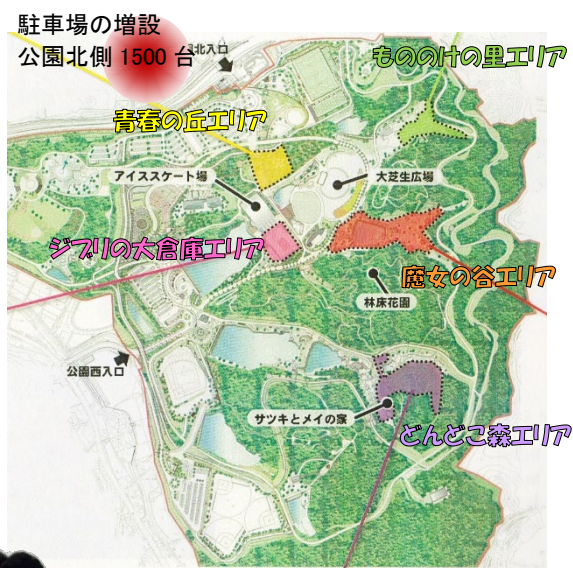 駐車場の増設
公園北側 1500 台
北入口
もののけの里エリア
青春の丘エリア
アイススケート場
大芝生広場
ジブリの大倉庫エリア
魔女の谷エリア
林床花園
公園西入口
サツキとメイの家
どんどこ森エリア